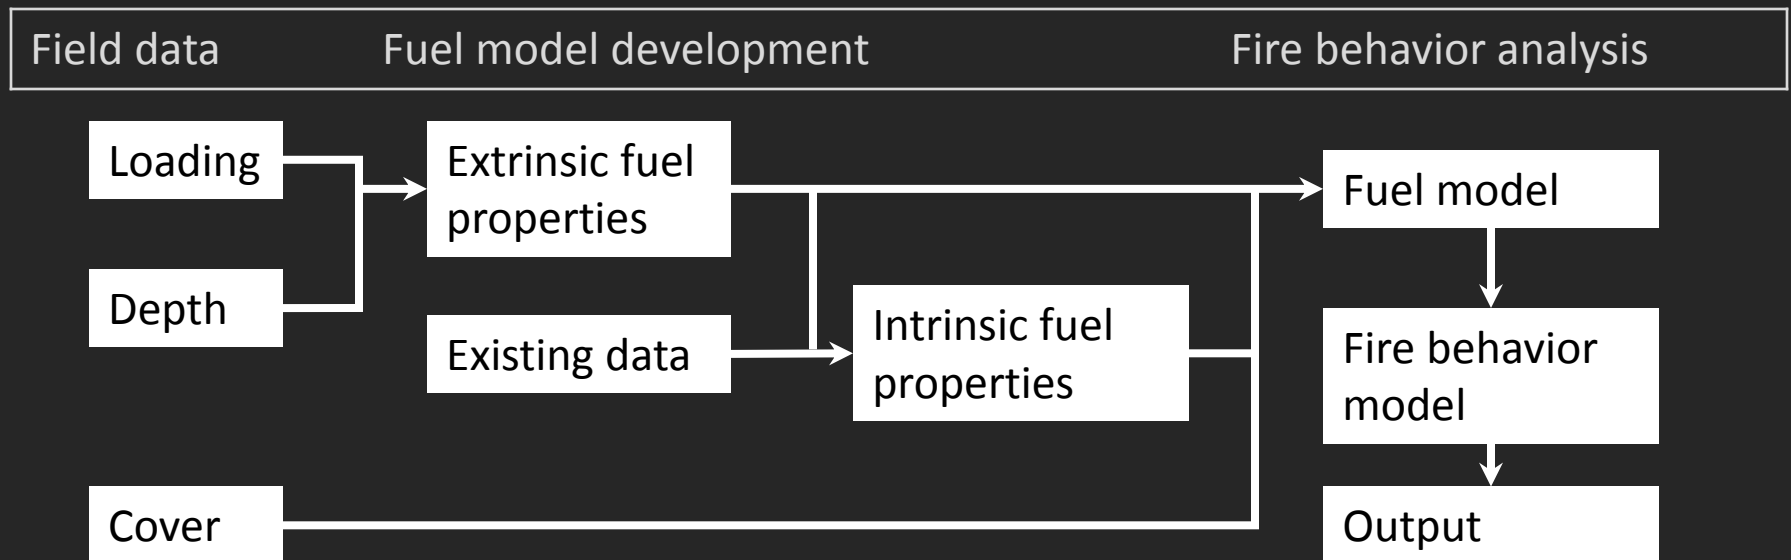 Field data
Fuel model development
Fire behavior analysis
Loading
Depth
Cover
Extrinsic fuel
properties
Existing data
Intrinsic fuel
properties
Fuel model
Fire behavior
model
Output